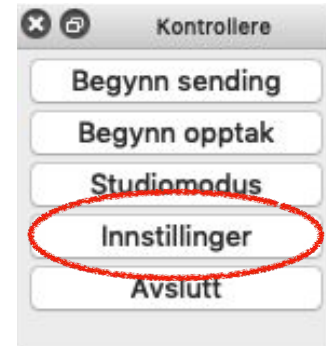 Kontrollere
Begynn sending
Begynn opptak
Studiomodus
Innstillinger
Avslutt